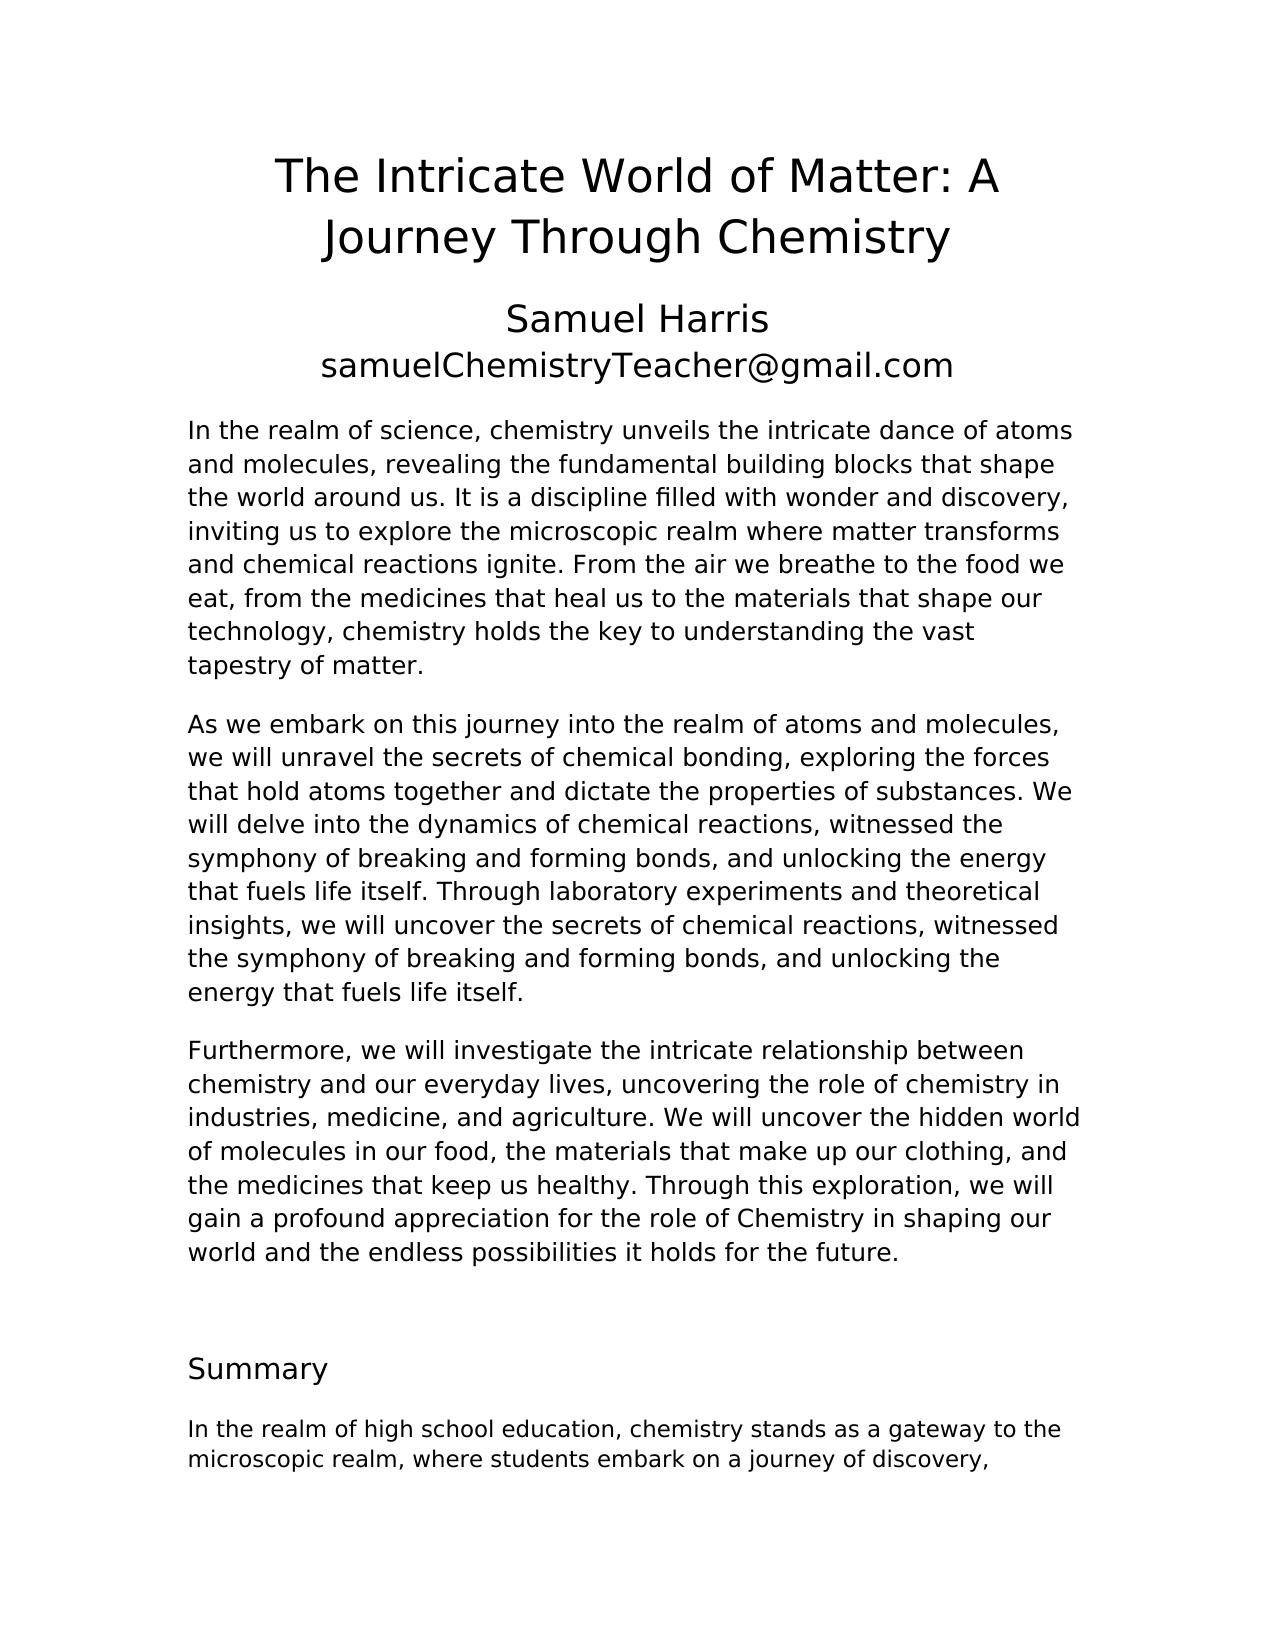 The Intricate World of Matter: A
Journey Through Chemistry
Samuel Harris
samuelChemistryTeacher@gmail.com
In the realm of science, chemistry unveils the intricate dance of atoms
and molecules, revealing the fundamental building blocks that shape
the world around us. It is a discipline filled with wonder and discovery,
inviting us to explore the microscopic realm where matter transforms
and chemical reactions ignite. From the air we breathe to the food we
eat, from the medicines that heal us to the materials that shape our
technology, chemistry holds the key to understanding the vast
tapestry of matter.
As we embark on this journey into the realm of atoms and molecules,
we will unravel the secrets of chemical bonding, exploring the forces
that hold atoms together and dictate the properties of substances. We
will delve into the dynamics of chemical reactions, witnessed the
symphony of breaking and forming bonds, and unlocking the energy
that fuels life itself. Through laboratory experiments and theoretical
insights, we will uncover the secrets of chemical reactions, witnessed
the symphony of breaking and forming bonds, and unlocking the
energy that fuels life itself.
Furthermore, we will investigate the intricate relationship between
chemistry and our everyday lives, uncovering the role of chemistry in
industries, medicine, and agriculture. We will uncover the hidden world
of molecules in our food, the materials that make up our clothing, and
the medicines that keep us healthy. Through this exploration, we will
gain a profound appreciation for the role of Chemistry in shaping our
world and the endless possibilities it holds for the future.
Summary
In the realm of high school education, chemistry stands as a gateway to the
microscopic realm, where students embark on a journey of discovery,